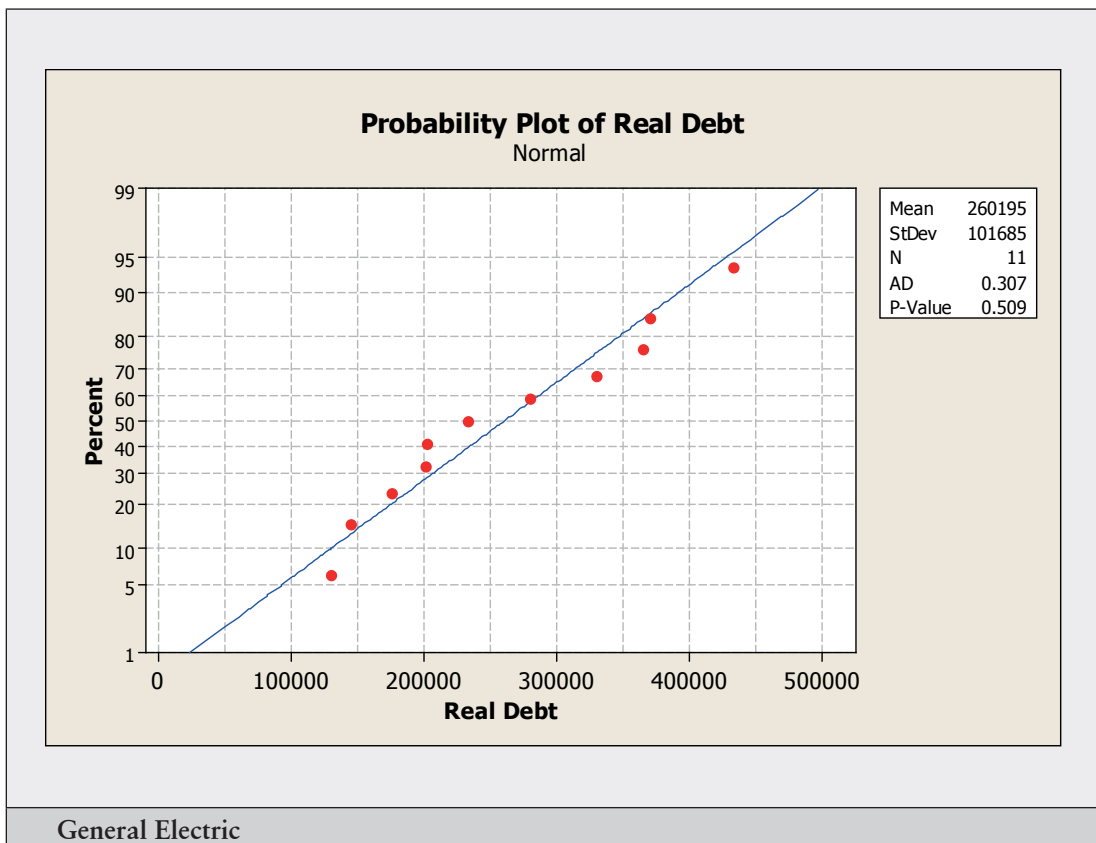 Probability Plot of Real Debt
Normal
99
95
90
80
70
60
50
40
30
20
10
5
1
Percent
0 100000 200000 300000 400000 500000
Real Debt
Mean 260195
StDev 101685
N 11
AD 0.307
P-Value 0.509
General Electric